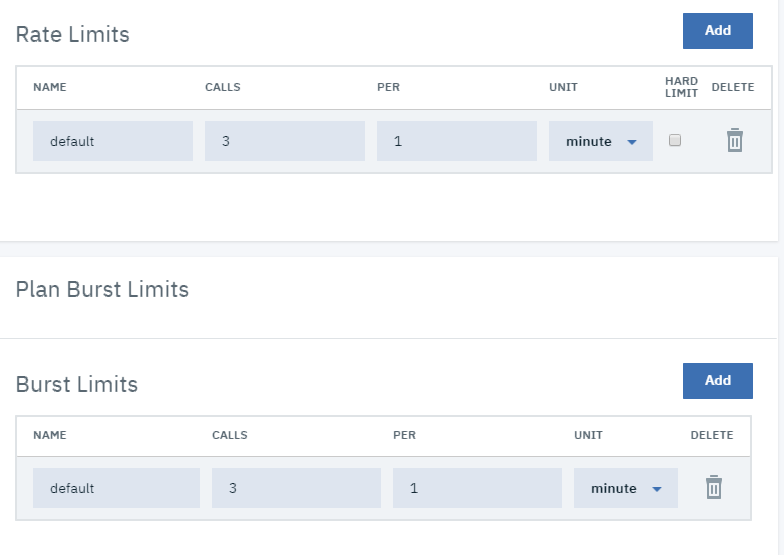 Rate Limits
Add
NAME CALLS PER UNIT HARD LIMIT DELETE
default 3 1 minute
Plan Burst Limits
Burst Limits
Add
NAME CALLS PER UNIT DELETE
default 3 1 minute